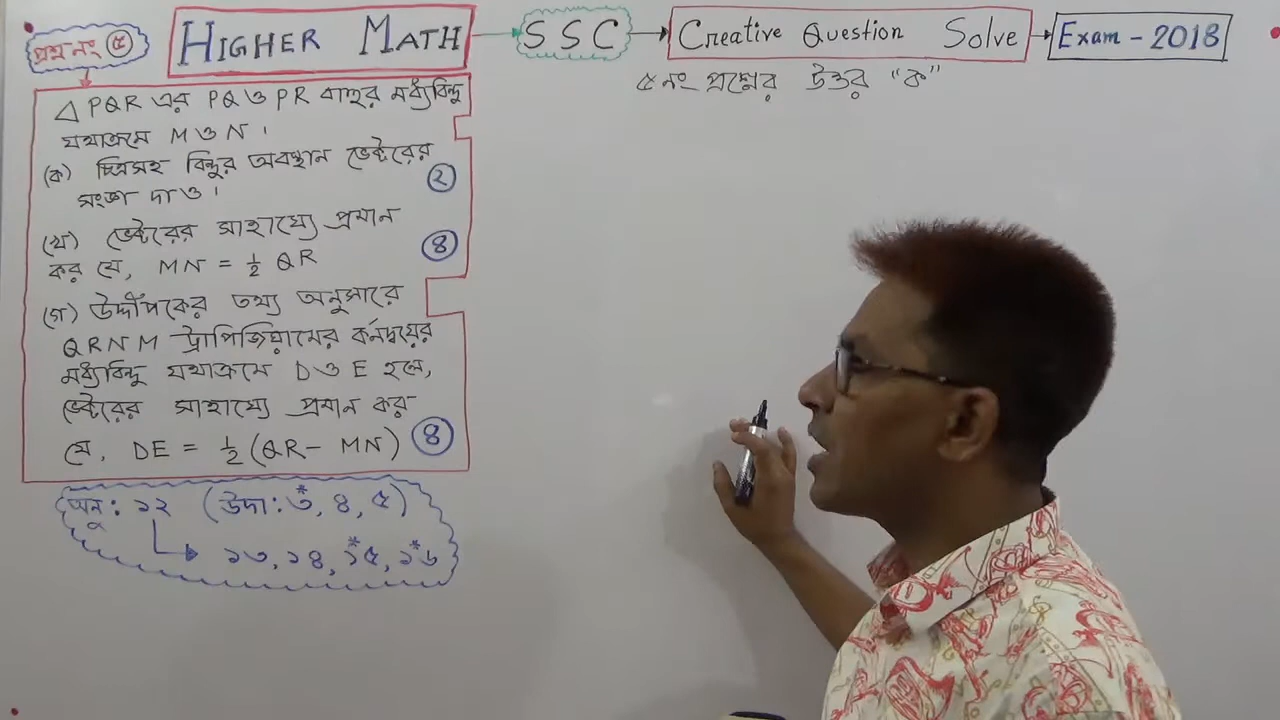 প্রশ্ন নং ৫
HIGHER MATH
SSC
Creative Question Solve
Exam - 2018
৫ নং প্রশ্নের উত্তর "ক"
△ PQR এর PQ ও PR বাহুর মধ্যবিন্দু
যথাক্রমে M ও N ।
(ক) চিত্রসহ বিন্দুর অবস্থান ভেক্টরের
সংজ্ঞা দাও ।
২
(খ) ভেক্টরের সাহায্যে প্রমান
কর যে, MN = ½ QR
৪
(গ) উদ্দীপকের তথ্য অনুসারে
QRNM ট্রাপিজিয়ামের কর্নদ্বয়ের
মধ্যবিন্দু যথাক্রমে D ও E হলে,
ভেক্টরের সাহায্যে প্রমান কর
যে, DE = ½ (QR - MN)
৪
অনু : ১২ (উদা : ৩*, ৪, ৫)
১৩, ১৪, ১৫*, ১৬*